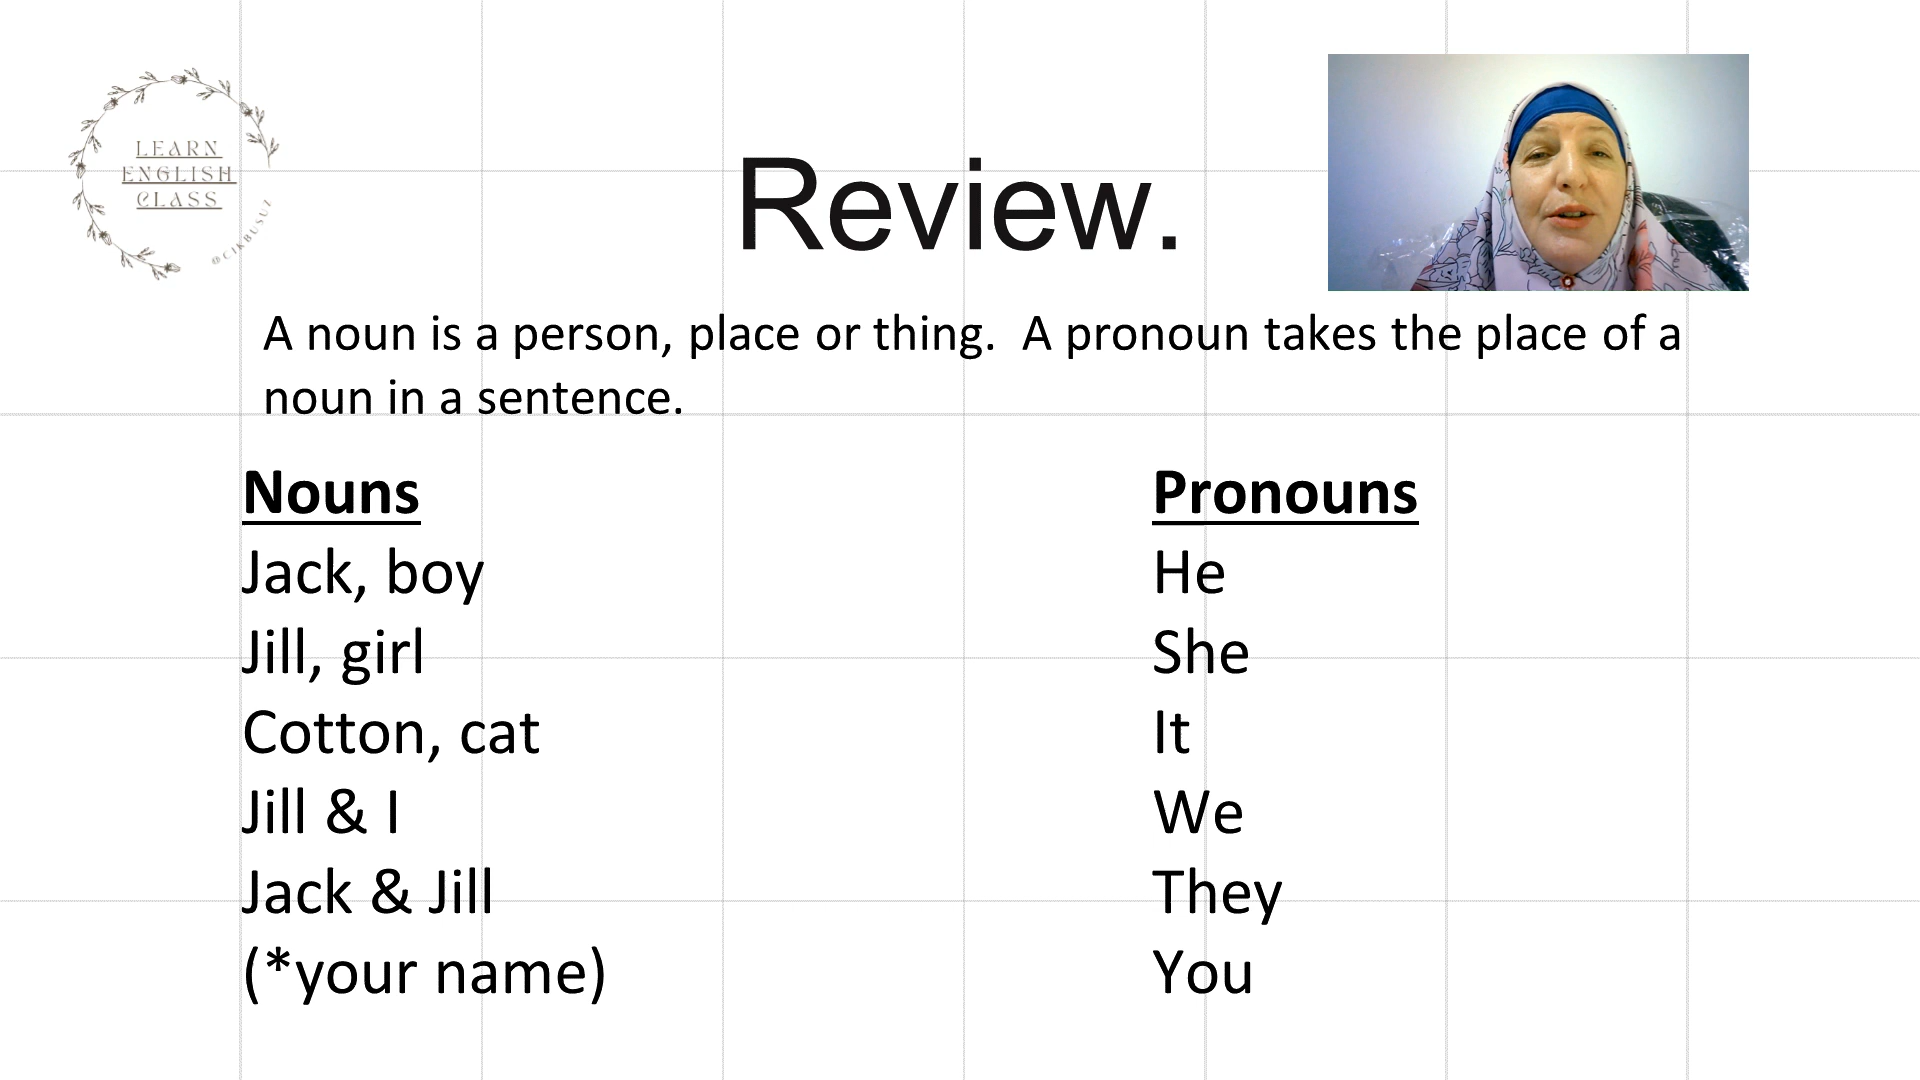 LEARN
ENGLISH
CLASS
@CIKBUSUZ
Review.
A noun is a person, place or thing.  A pronoun takes the place of a
noun in a sentence.
Nouns
Jack, boy
Jill, girl
Cotton, cat
Jill & I
Jack & Jill
(*your name)
Pronouns
He
She
It
We
They
You